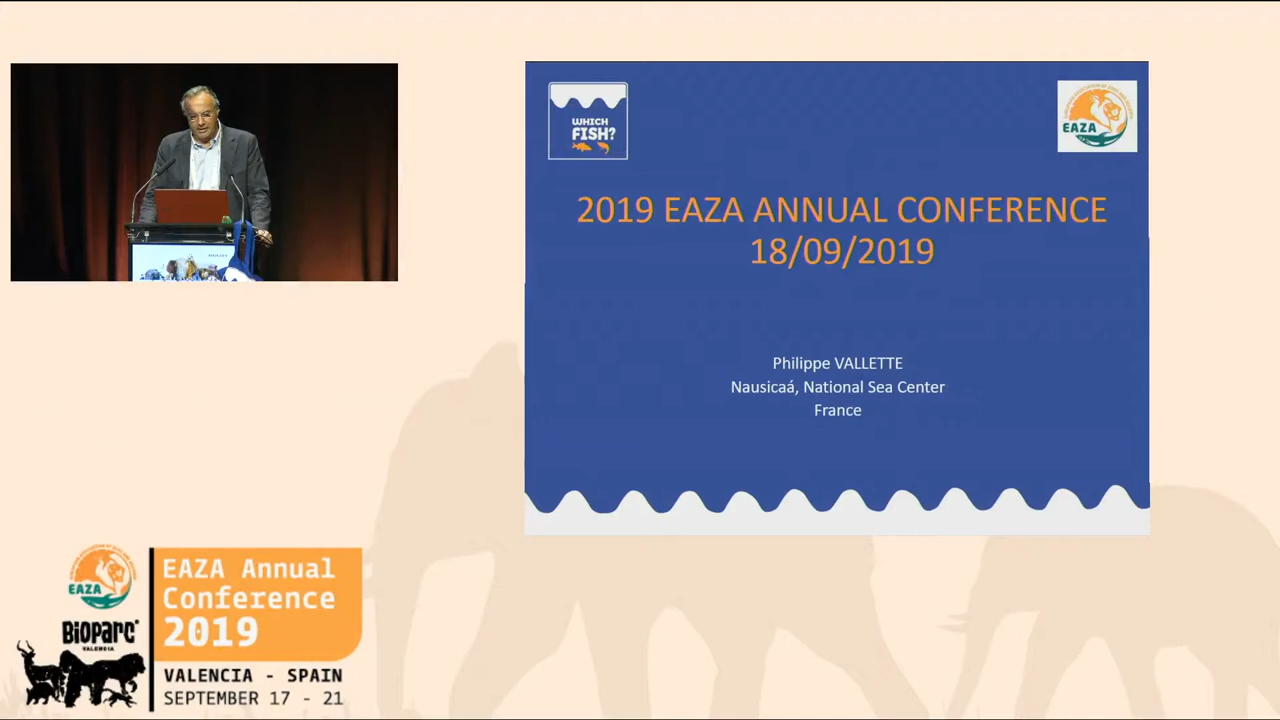 WHICH
FISH?
EAZA
2019 EAZA ANNUAL CONFERENCE
18/09/2019
Philippe VALLETTE
Nausicaá, National Sea Center
France
EAZA
BIOPARC
VALENCIA
EAZA Annual
Conference
2019
VALENCIA - SPAIN
SEPTEMBER 17 - 21